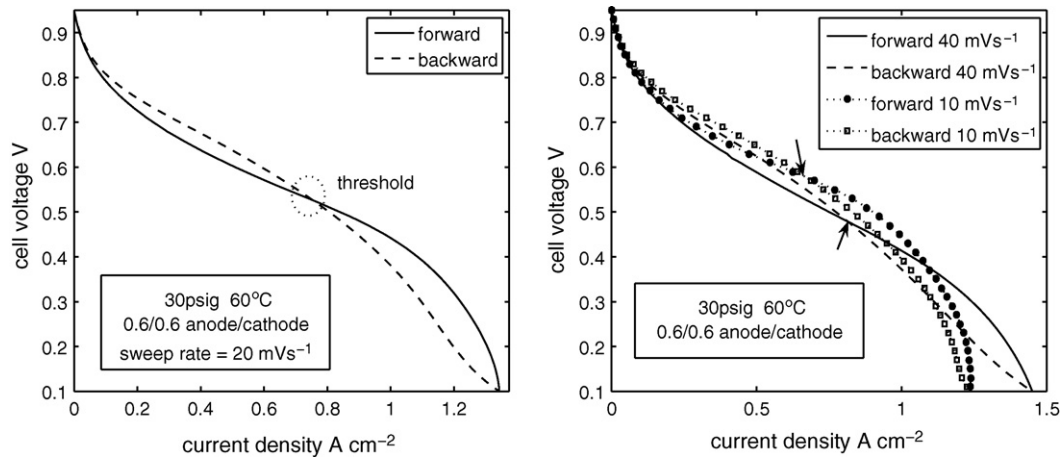 forward
backward
threshold
30psig 60°C
0.6/0.6 anode/cathode
sweep rate = 20 mVs⁻¹
cell voltage V
0.9
0.8
0.7
0.6
0.5
0.4
0.3
0.2
0.1
0 0.2 0.4 0.6 0.8 1 1.2
current density A cm⁻²
forward 40 mVs⁻¹
backward 40 mVs⁻¹
forward 10 mVs⁻¹
backward 10 mVs⁻¹
30psig 60°C
0.6/0.6 anode/cathode
cell voltage V
0.9
0.8
0.7
0.6
0.5
0.4
0.3
0.2
0.1
0 0.5 1 1.5
current density A cm⁻²